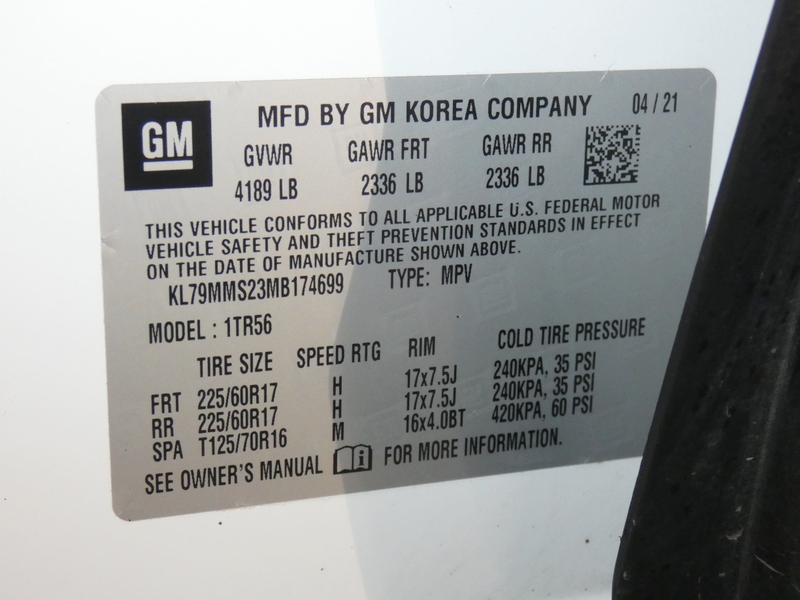 GM
MFD BY GM KOREA COMPANY 04 / 21
GVWR GAWR FRT GAWR RR
4189 LB 2336 LB 2336 LB
THIS VEHICLE CONFORMS TO ALL APPLICABLE U.S. FEDERAL MOTOR
VEHICLE SAFETY AND THEFT PREVENTION STANDARDS IN EFFECT
ON THE DATE OF MANUFACTURE SHOWN ABOVE.
KL79MMS23MB174699 TYPE: MPV
MODEL : 1TR56
TIRE SIZE SPEED RTG RIM COLD TIRE PRESSURE
FRT 225/60R17 H 17x7.5J 240KPA, 35 PSI
RR 225/60R17 H 17x7.5J 240KPA, 35 PSI
SPA T125/70R16 M 16x4.0BT 420KPA, 60 PSI
SEE OWNER'S MANUAL FOR MORE INFORMATION.